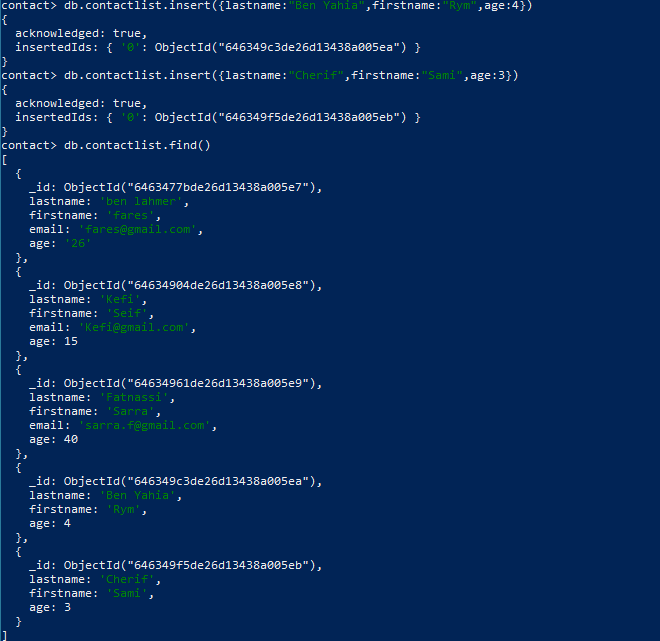 contact> db.contactlist.insert({lastname:"Ben Yahia",firstname:"Rym",age:4})
{
  acknowledged: true,
  insertedIds: { '0': ObjectId("646349c3de26d13438a005ea") }
}
contact> db.contactlist.insert({lastname:"Cherif",firstname:"Sami",age:3})
{
  acknowledged: true,
  insertedIds: { '0': ObjectId("646349f5de26d13438a005eb") }
}
contact> db.contactlist.find()
[
  {
    _id: ObjectId("6463477bde26d13438a005e7"),
    lastname: 'ben lahmer',
    firstname: 'fares',
    email: 'fares@gmail.com',
    age: '26'
  },
  {
    _id: ObjectId("64634904de26d13438a005e8"),
    lastname: 'Kefi',
    firstname: 'Seif',
    email: 'Kefi@gmail.com',
    age: 15
  },
  {
    _id: ObjectId("64634961de26d13438a005e9"),
    lastname: 'Fatnassi',
    firstname: 'Sarra',
    email: 'sarra.f@gmail.com',
    age: 40
  },
  {
    _id: ObjectId("646349c3de26d13438a005ea"),
    lastname: 'Ben Yahia',
    firstname: 'Rym',
    age: 4
  },
  {
    _id: ObjectId("646349f5de26d13438a005eb"),
    lastname: 'Cherif',
    firstname: 'Sami',
    age: 3
  }
]